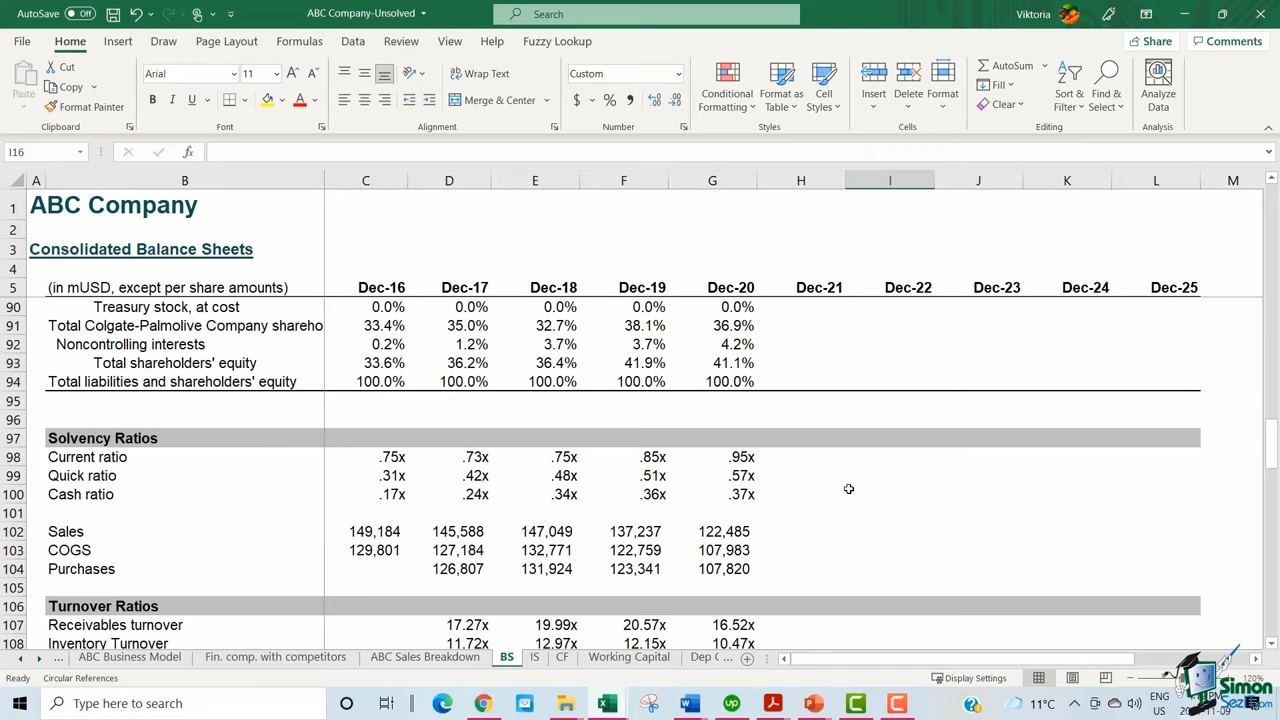 AutoSave Off ABC Company-Unsolved Search Viktoria
File Home Insert Draw Page Layout Formulas Data Review View Help Fuzzy Lookup Share Comments
Paste Cut Copy Format Painter Clipboard
Arial 11 A A B I U A Font
ab Wrap Text Merge & Center Alignment
Custom $ % , Number
Conditional Formatting Format as Table Cell Styles Styles
Insert Delete Format Cells
AutoSum Fill Clear Sort & Filter Find & Select Editing
Analyze Data Analysis
I16 fx
A B C D E F G H I J K L M
1 ABC Company
2
3 Consolidated Balance Sheets
4
5 (in mUSD, except per share amounts) Dec-16 Dec-17 Dec-18 Dec-19 Dec-20 Dec-21 Dec-22 Dec-23 Dec-24 Dec-25
90 Treasury stock, at cost 0.0% 0.0% 0.0% 0.0% 0.0%
91 Total Colgate-Palmolive Company shareho 33.4% 35.0% 32.7% 38.1% 36.9%
92 Noncontrolling interests 0.2% 1.2% 3.7% 3.7% 4.2%
93 Total shareholders' equity 33.6% 36.2% 36.4% 41.9% 41.1%
94 Total liabilities and shareholders' equity 100.0% 100.0% 100.0% 100.0% 100.0%
95
96
97 Solvency Ratios
98 Current ratio .75x .73x .75x .85x .95x
99 Quick ratio .31x .42x .48x .51x .57x
100 Cash ratio .17x .24x .34x .36x .37x
101
102 Sales 149,184 145,588 147,049 137,237 122,485
103 COGS 129,801 127,184 132,771 122,759 107,983
104 Purchases 126,807 131,924 123,341 107,820
105
106 Turnover Ratios
107 Receivables turnover 17.27x 19.99x 20.57x 16.52x
108 Inventory Turnover 11.72x 12.97x 12.15x 10.47x
... ABC Business Model Fin. comp. with competitors ABC Sales Breakdown BS IS CF Working Capital Dep C ...
Ready Circular References Display Settings 120%
Type here to search 11°C ENG US
Simon Sez